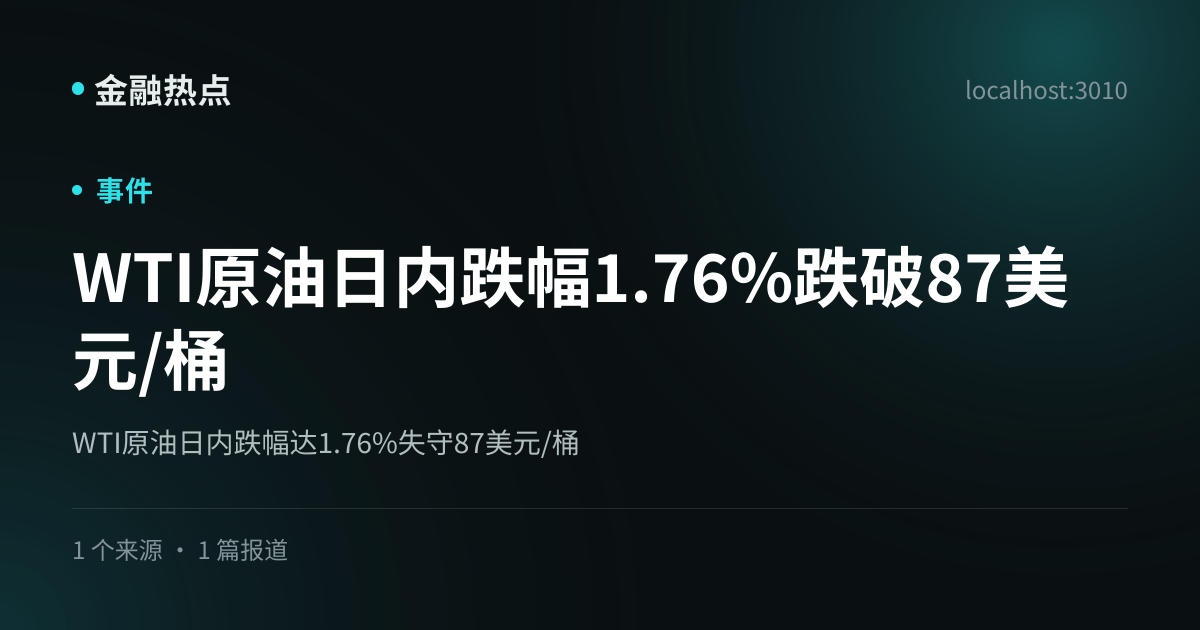 金融热点
localhost:3010
事件
WTI原油日内跌幅1.76%跌破87美
元/桶
WTI原油日内跌幅达1.76%失守87美元/桶
1 个来源 · 1 篇报道